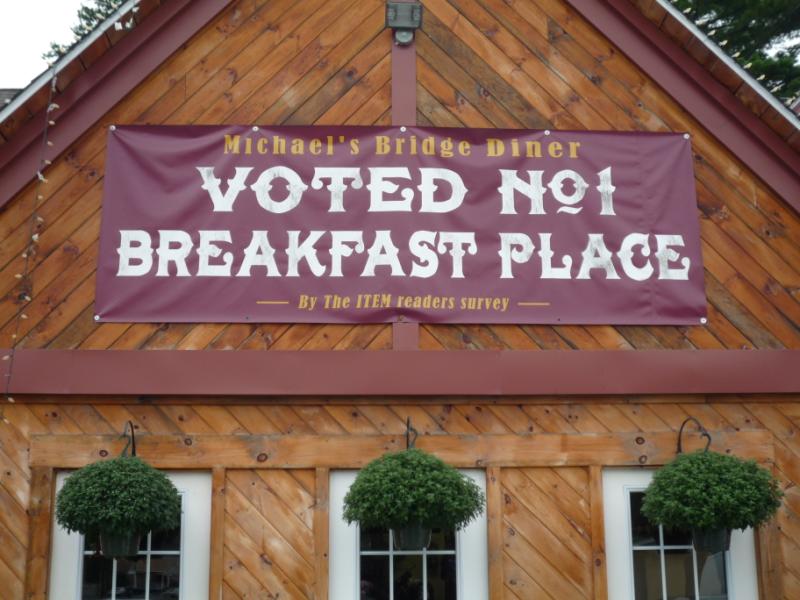 Michael's Bridge Diner
VOTED No1
BREAKFAST PLACE
By The ITEM readers survey